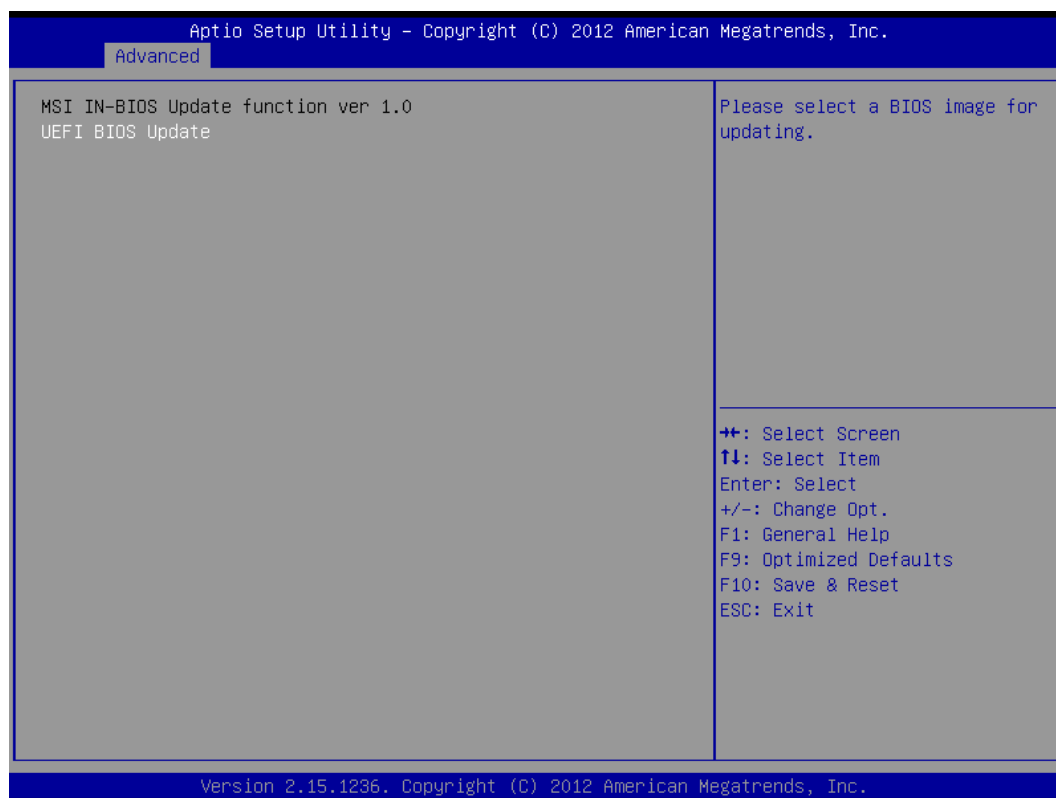 Aptio Setup Utility – Copyright (C) 2012 American Megatrends, Inc.
Advanced
MSI IN-BIOS Update function ver 1.0
UEFI BIOS Update
Please select a BIOS image for
updating.
→←: Select Screen
↑↓: Select Item
Enter: Select
+/-: Change Opt.
F1: General Help
F9: Optimized Defaults
F10: Save & Reset
ESC: Exit
Version 2.15.1236. Copyright (C) 2012 American Megatrends, Inc.